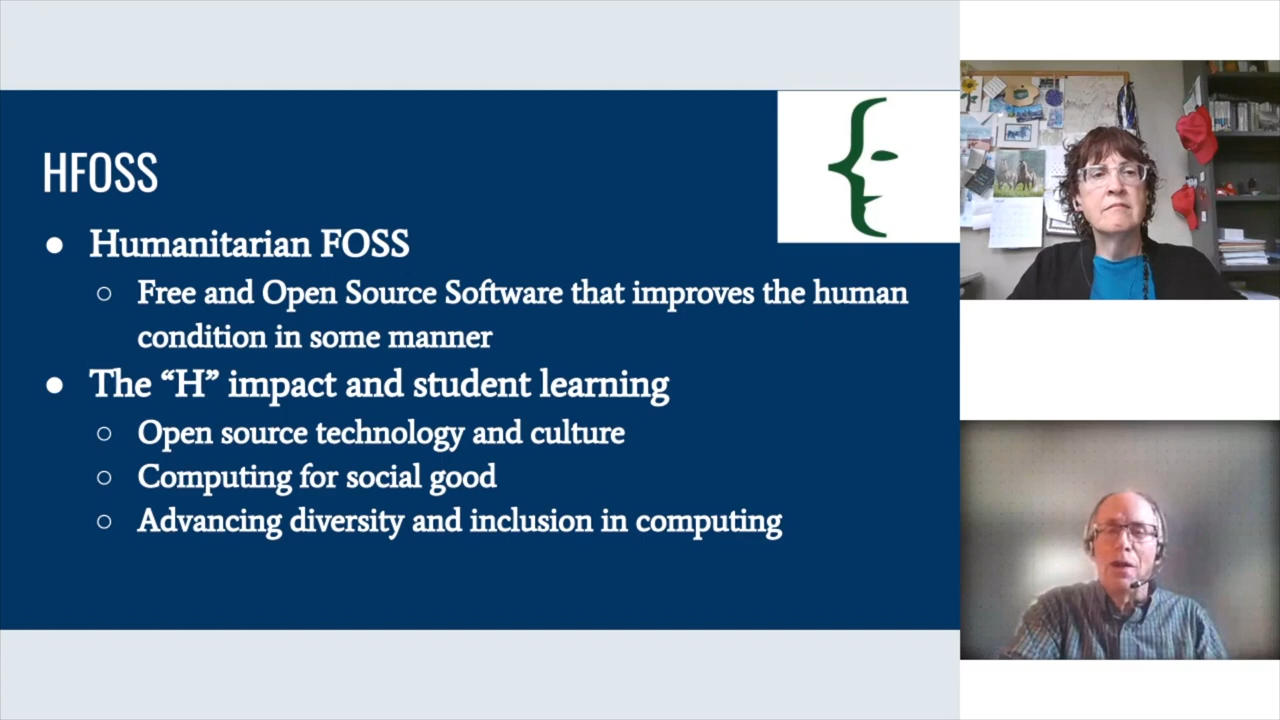 HFOSS
● Humanitarian FOSS
○ Free and Open Source Software that improves the human
condition in some manner
● The “H” impact and student learning
○ Open source technology and culture
○ Computing for social good
○ Advancing diversity and inclusion in computing